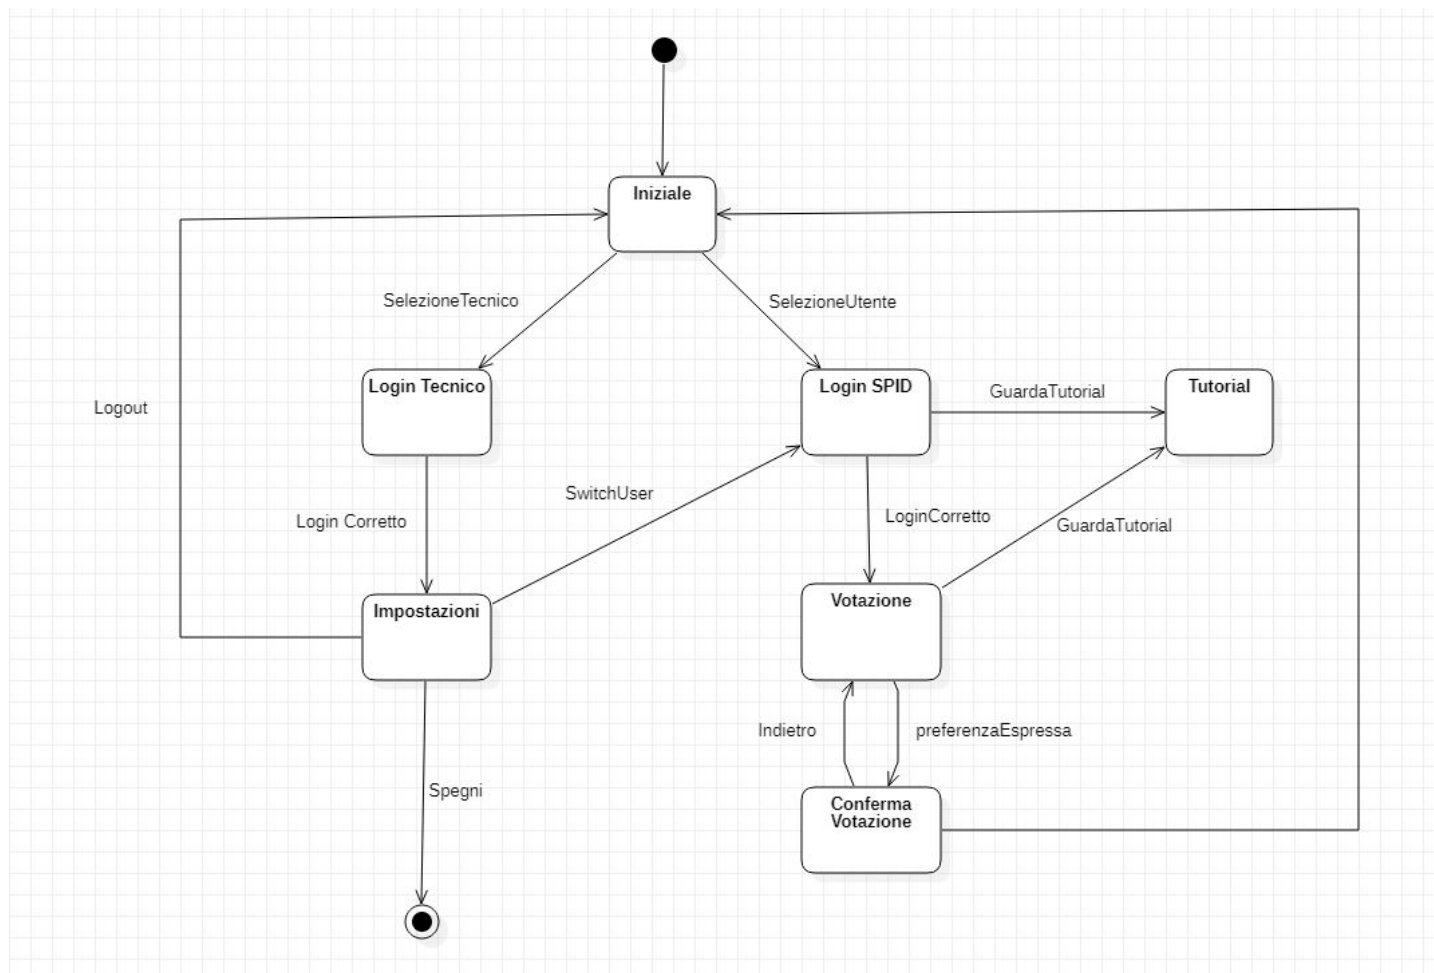 Iniziale
SelezioneTecnico
SelezioneUtente
Login Tecnico
Login SPID
GuardaTutorial
Tutorial
Logout
SwitchUser
Login Corretto
LoginCorretto
GuardaTutorial
Impostazioni
Votazione
Indietro
preferenzaEspressa
Spegni
Conferma
Votazione